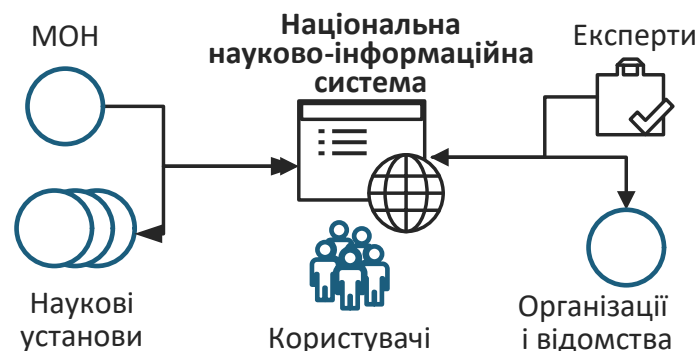 МОН
Національна
науково-інформаційна
система
Експерти
Наукові
установи
Користувачі
Організації
і відомства